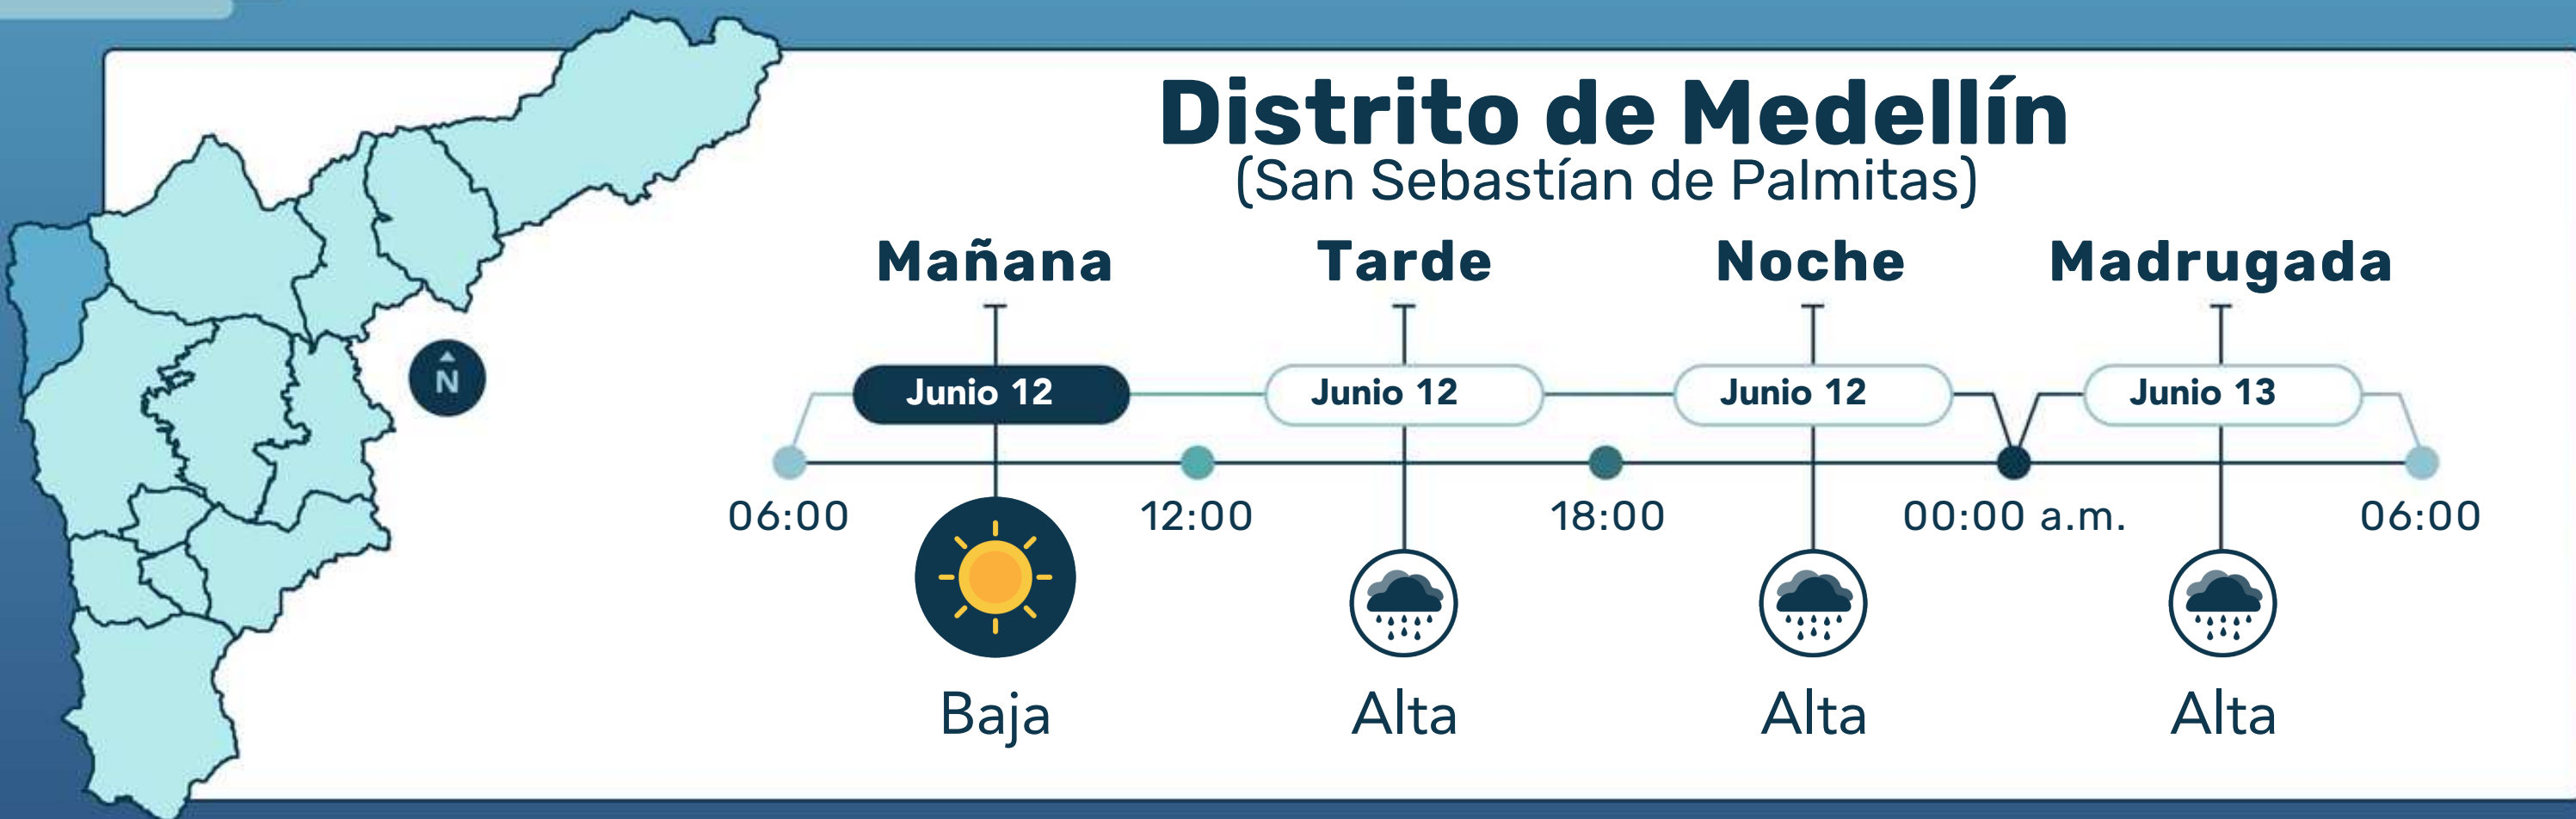 Distrito de Medellín
(San Sebastían de Palmitas)
Mañana Tarde Noche Madrugada
Junio 12 Junio 12 Junio 12 Junio 13
06:00 12:00 18:00 00:00 a.m. 06:00
N
Baja Alta Alta Alta